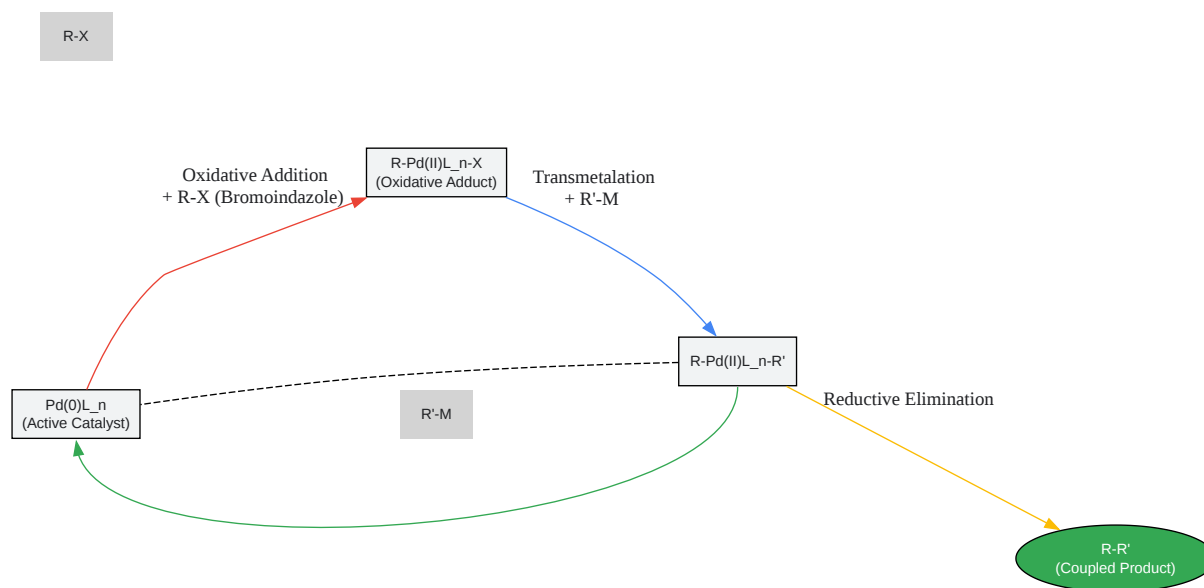 R-X
R-Pd(II)L_n-X
(Oxidative Adduct)
Oxidative Addition
+ R-X (Bromoindazole)
Transmetalation
+ R'-M
R-Pd(II)L_n-R'
Pd(0)L_n
(Active Catalyst)
R'-M
Reductive Elimination
R-R'
(Coupled Product)